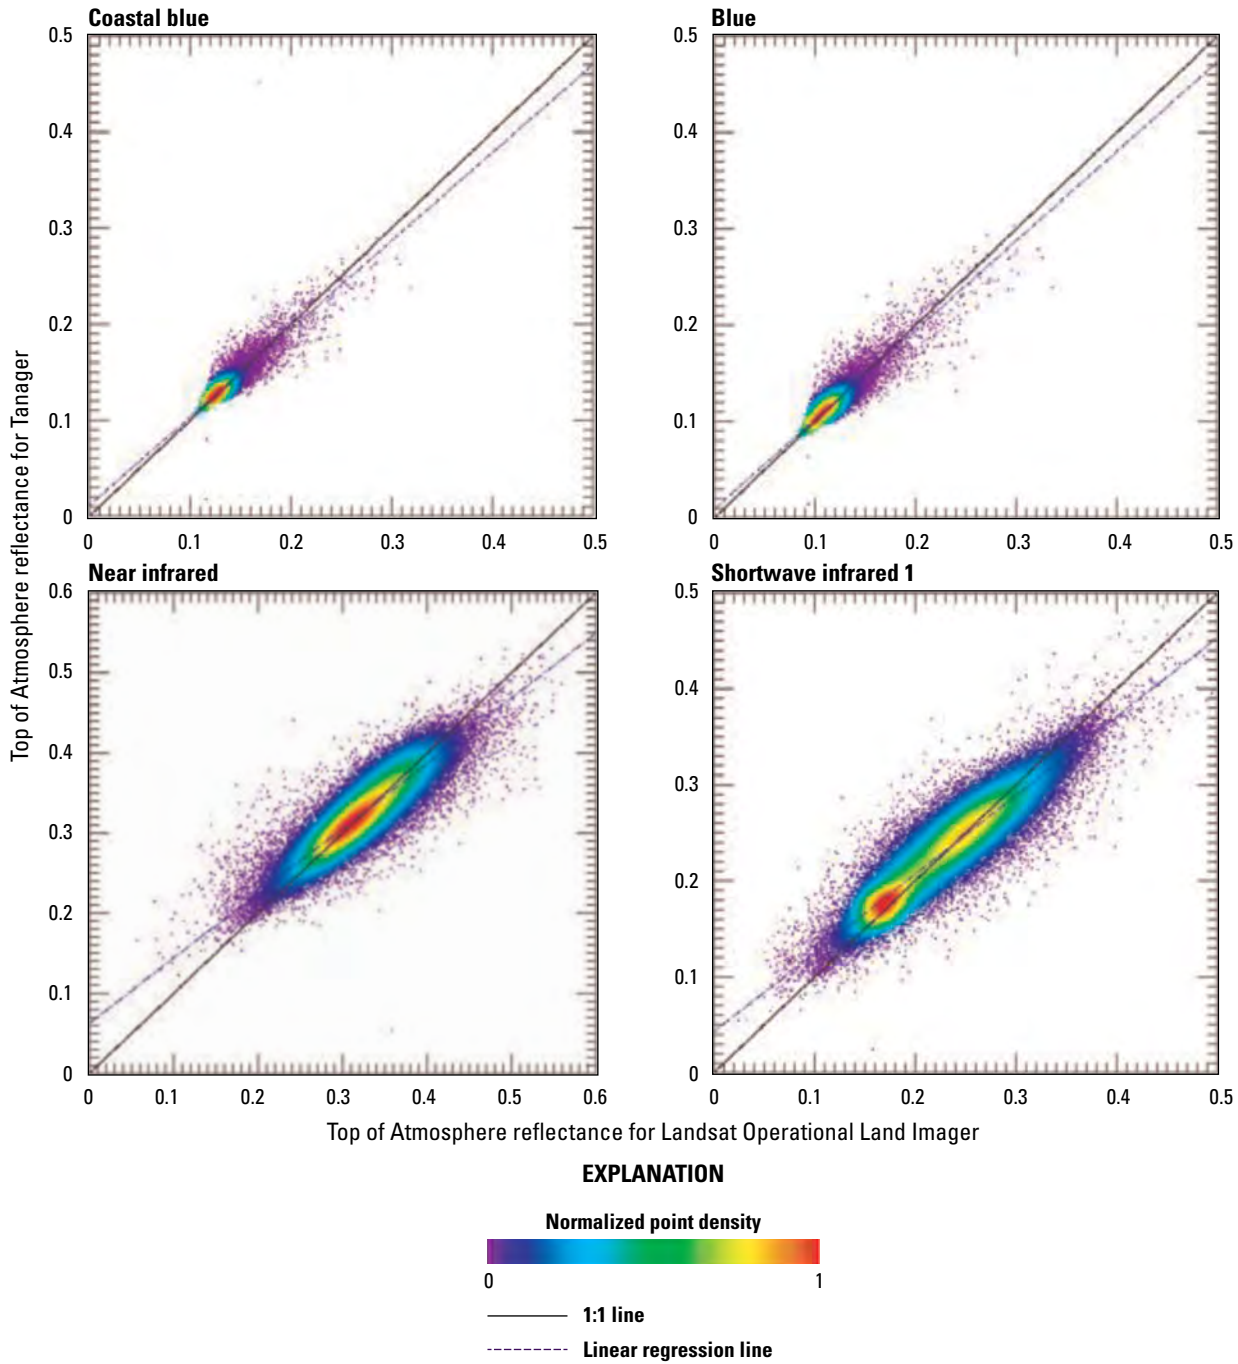 Coastal blue
Blue
0.5
0.4
0.3
0.2
0.1
0
0 0.1 0.2 0.3 0.4 0.5
0.5
0.4
0.3
0.2
0.1
0
0 0.1 0.2 0.3 0.4 0.5
Near infrared
Shortwave infrared 1
0.6
0.5
0.4
0.3
0.2
0.1
0
0 0.1 0.2 0.3 0.4 0.5 0.6
0.5
0.4
0.3
0.2
0.1
0
0 0.1 0.2 0.3 0.4 0.5
Top of Atmosphere reflectance for Tanager
Top of Atmosphere reflectance for Landsat Operational Land Imager
EXPLANATION
Normalized point density
0 1
1:1 line
Linear regression line